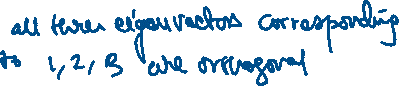 all three eigenvectors corresponding
to 1, 2, 3 are orthogonal